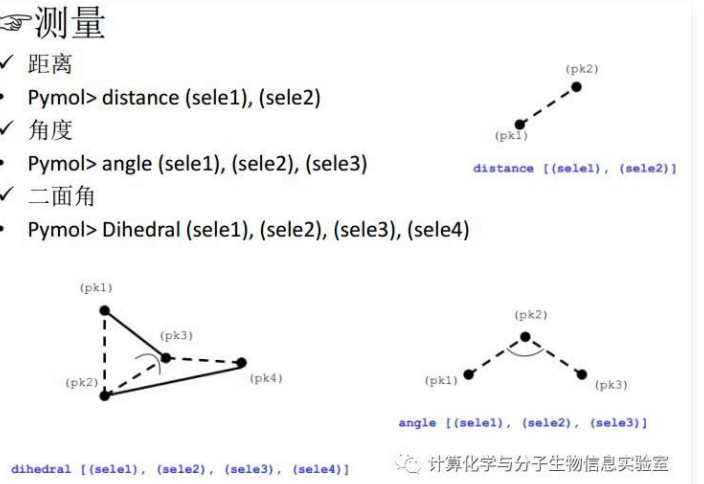 ☞测量
✓ 距离
• Pymol> distance (sele1), (sele2)
✓ 角度
• Pymol> angle (sele1), (sele2), (sele3)
✓ 二面角
• Pymol> Dihedral (sele1), (sele2), (sele3), (sele4)
(pk2)
(pk1)
distance [(sele1), (sele2)]
(pk1)
(pk3)
(pk2)
(pk4)
dihedral [(sele1), (sele2), (sele3), (sele4)]
(pk2)
(pk1)
(pk3)
angle [(sele1), (sele2), (sele3)]
计算化学与分子生物信息实验室